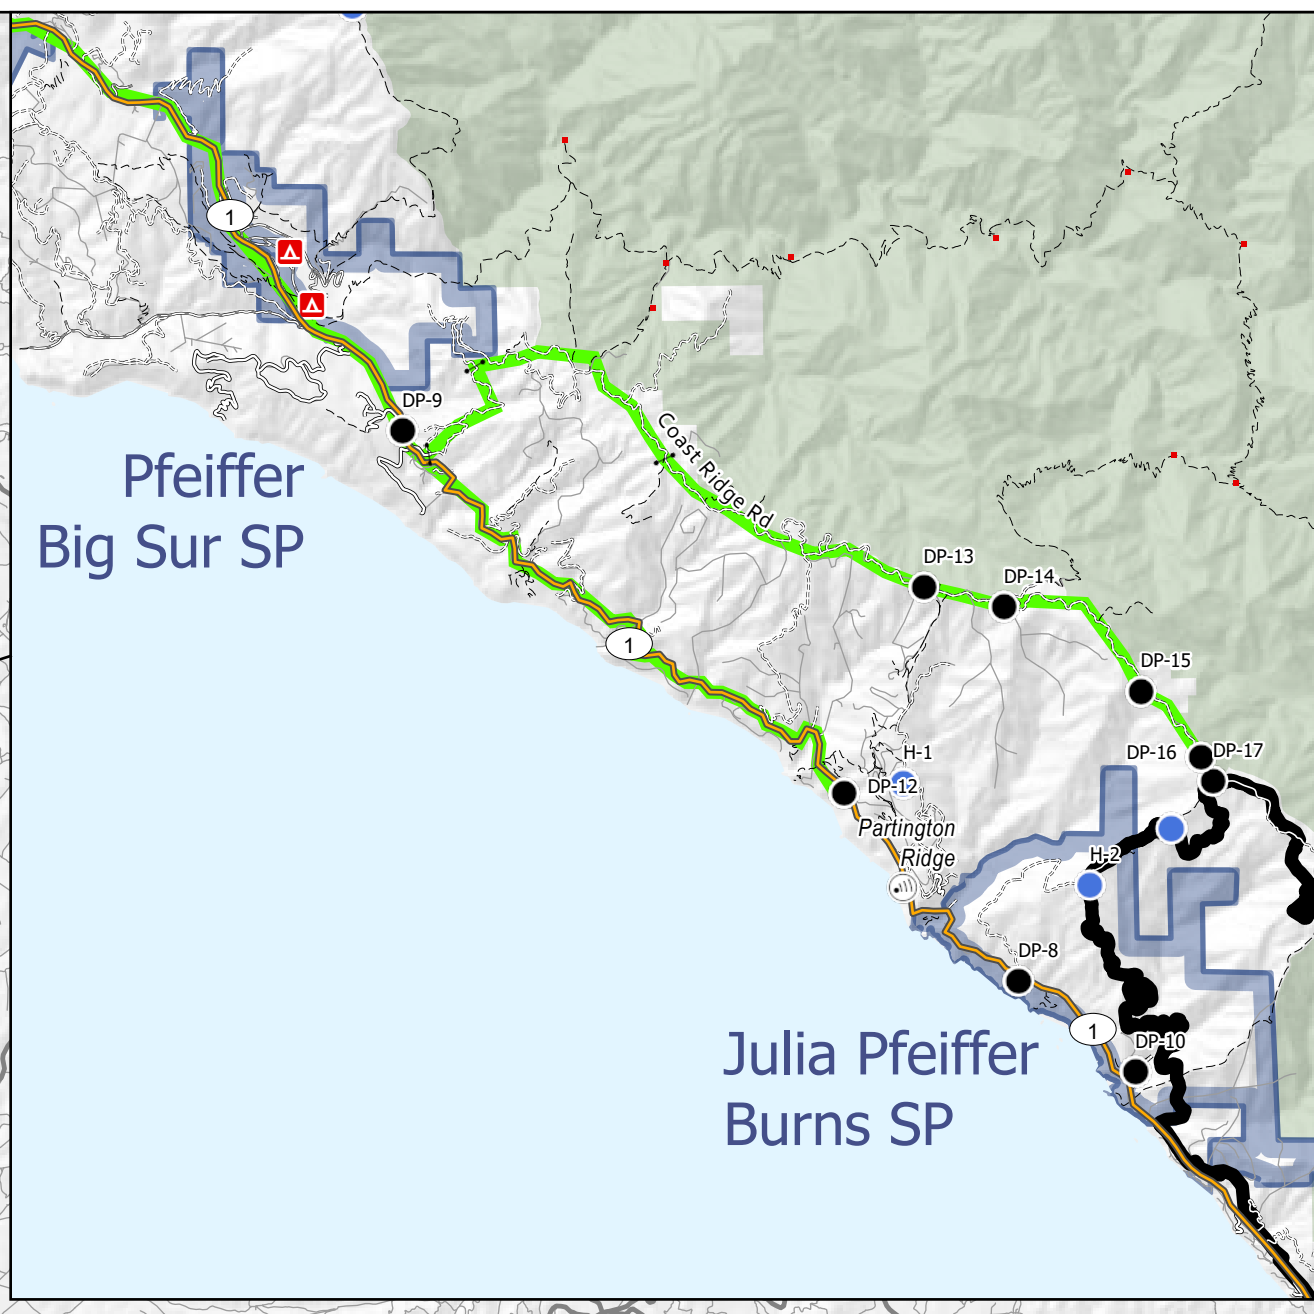 1
DP-9
Pfeiffer
Big Sur SP
Coast Ridge Rd
DP-13
DP-14
1
DP-15
DP-16
DP-17
H-1
DP-12
Partington
Ridge
H-2
DP-8
1
DP-10
Julia Pfeiffer
Burns SP